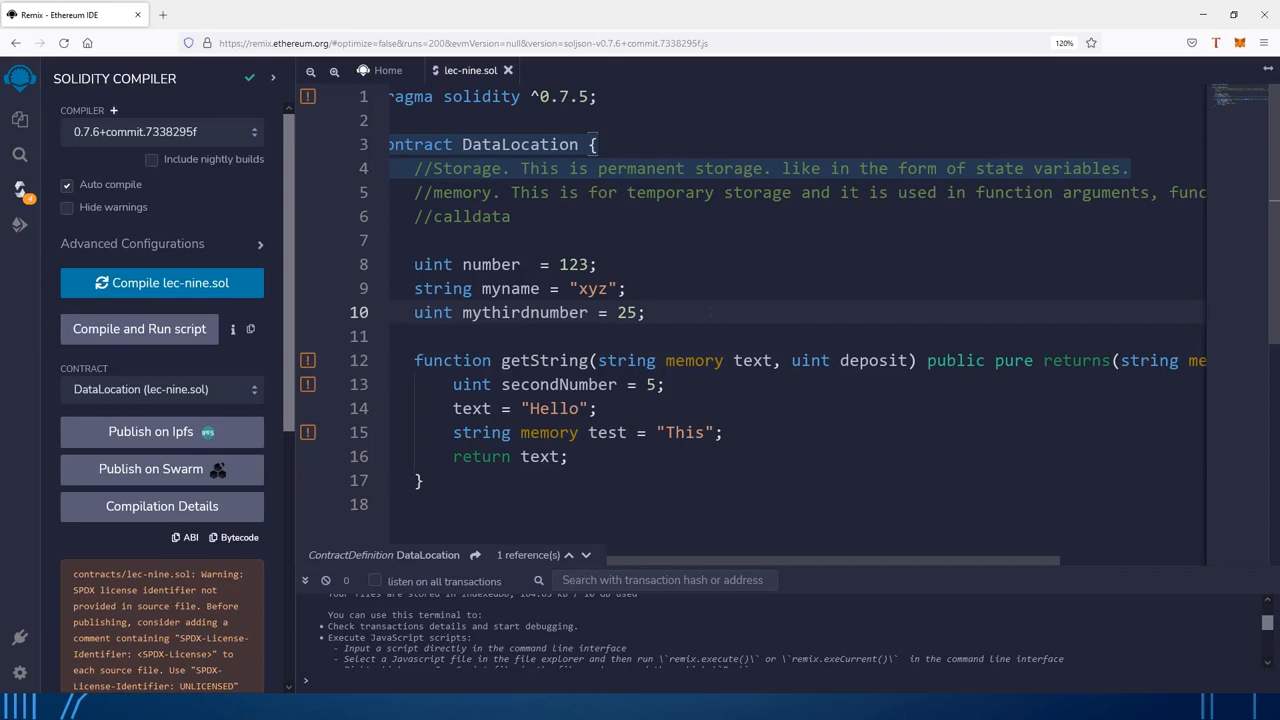 Remix - Ethereum IDE
https://remix.ethereum.org/#optimize=false&runs=200&evmVersion=null&version=soljson-v0.7.6+commit.7338295f.js
120%
SOLIDITY COMPILER
COMPILER
0.7.6+commit.7338295f
Include nightly builds
Auto compile
Hide warnings
Advanced Configurations
Compile lec-nine.sol
Compile and Run script
CONTRACT
DataLocation (lec-nine.sol)
Publish on Ipfs
Publish on Swarm
Compilation Details
ABI Bytecode
contracts/lec-nine.sol: Warning:
SPDX license identifier not
provided in source file. Before
publishing, consider adding a
comment containing "SPDX-License-
Identifier: <SPDX-License>" to
each source file. Use "SPDX-
License-Identifier: UNLICENSED"
Home lec-nine.sol
1 ragma solidity ^0.7.5;
2
3 ontract DataLocation {
4 //Storage. This is permanent storage. like in the form of state variables.
5 //memory. This is for temporary storage and it is used in function arguments, func
6 //calldata
7
8 uint number  = 123;
9 string myname = "xyz";
10 uint mythirdnumber = 25;
11
12 function getString(string memory text, uint deposit) public pure returns(string me
13 uint secondNumber = 5;
14 text = "Hello";
15 string memory test = "This";
16 return text;
17 }
18
ContractDefinition DataLocation 1 reference(s)
0 listen on all transactions Search with transaction hash or address
You can use this terminal to:
Check transactions details and start debugging.
Execute JavaScript scripts:
- Input a script directly in the command line interface
- Select a Javascript file in the file explorer and then run \`remix.execute()\` or \`remix.exeCurrent()\` in the command line interface
>